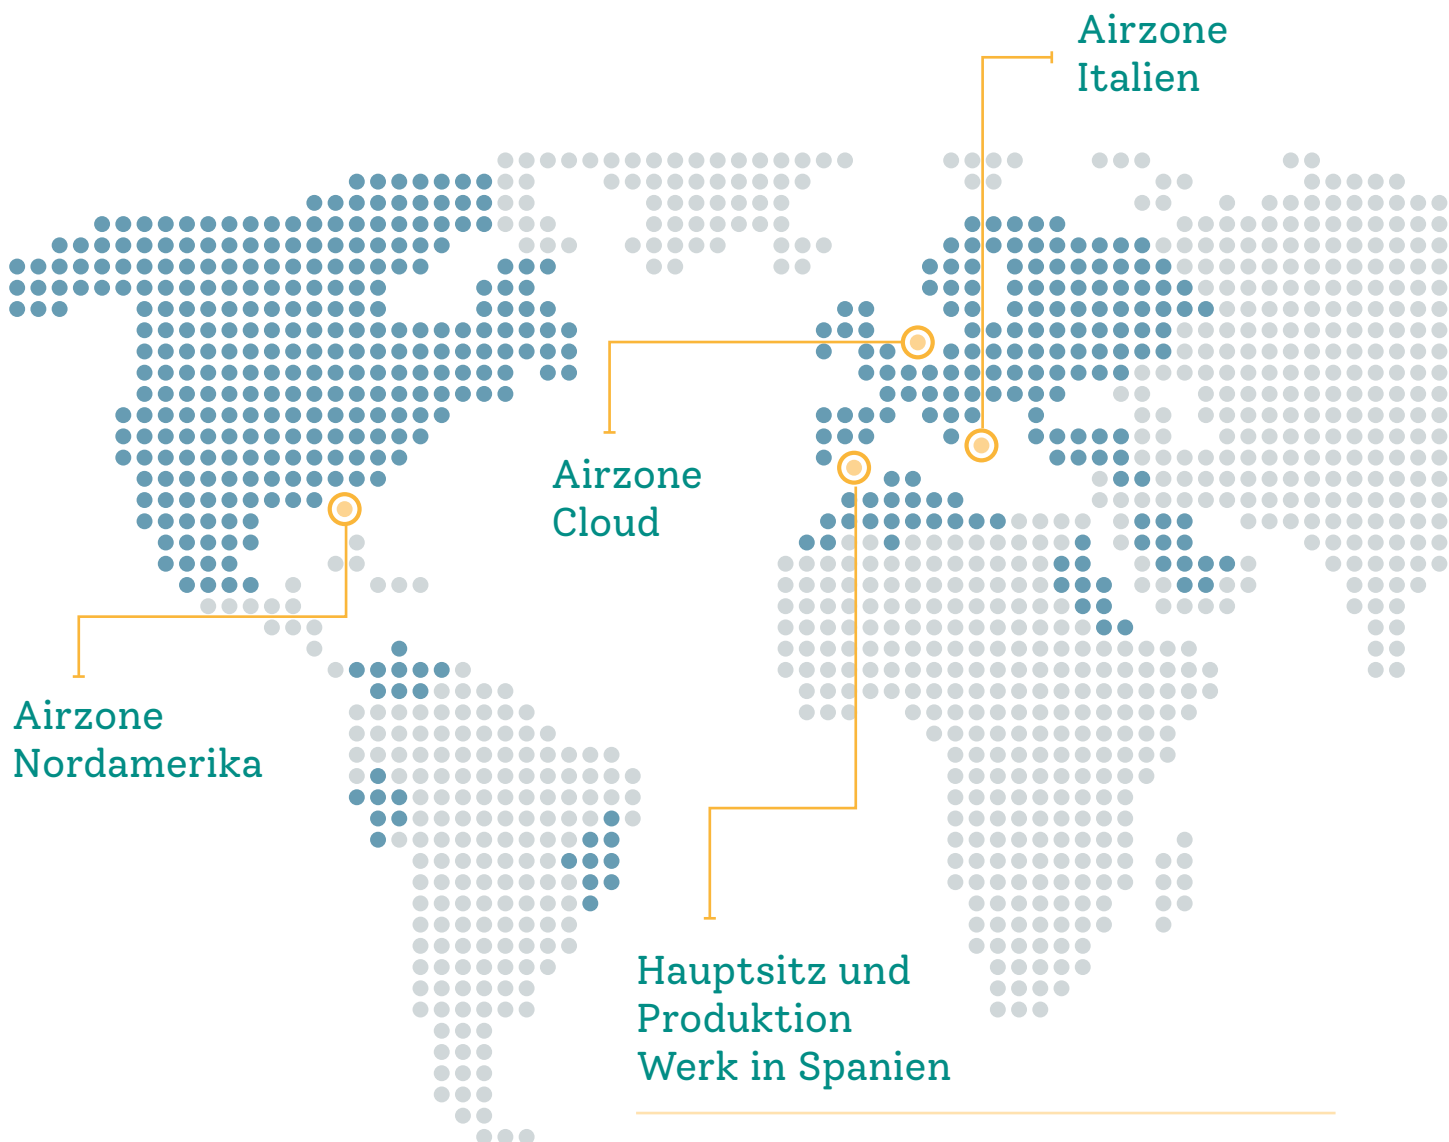 Airzone
Italien
Airzone
Cloud
Airzone
Nordamerika
Hauptsitz und
Produktion
Werk in Spanien